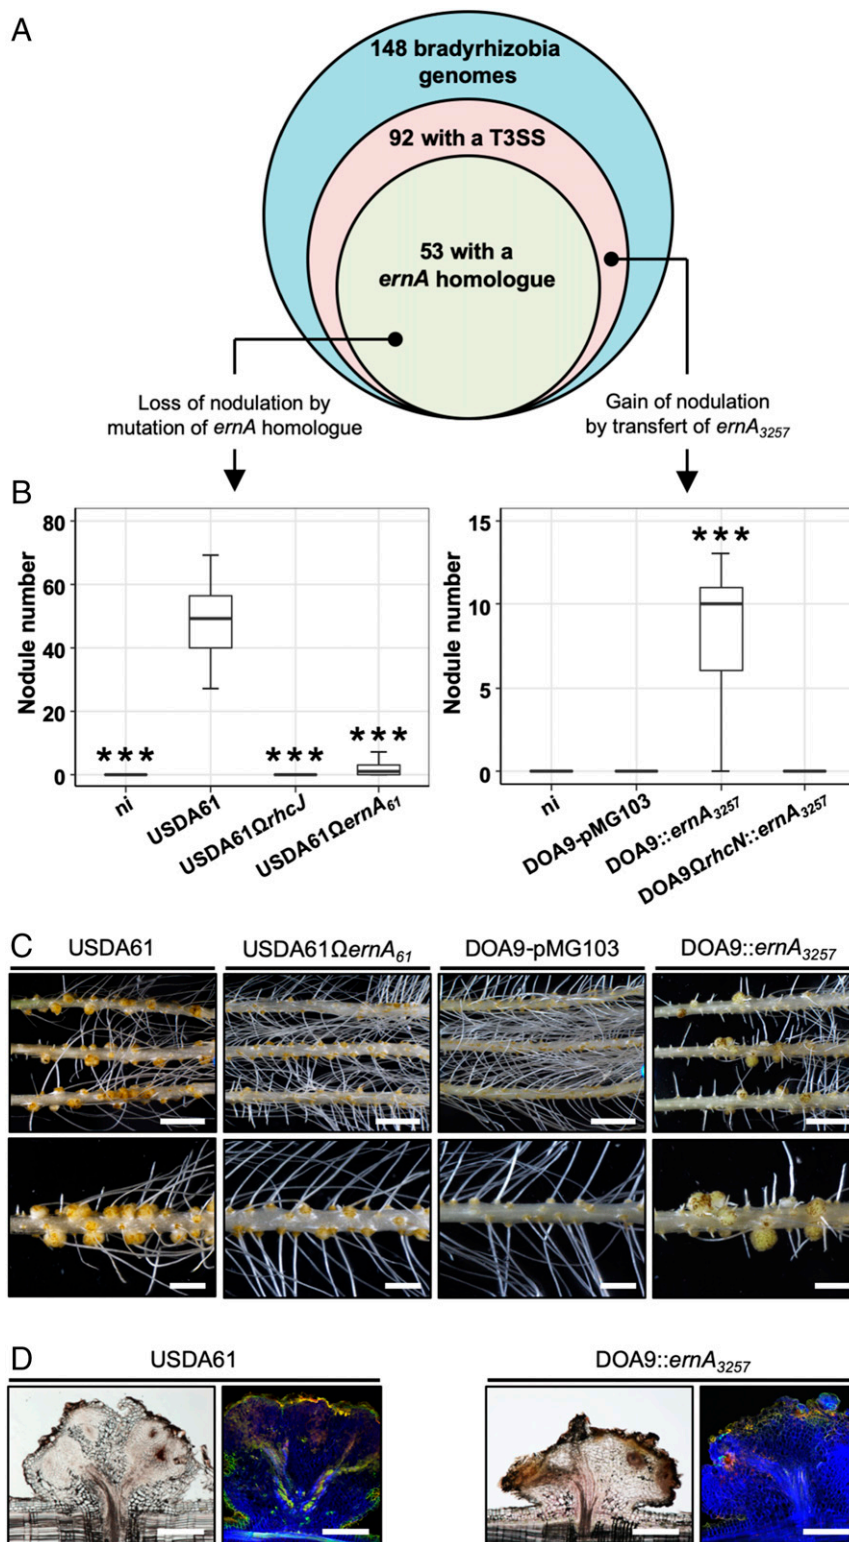 A
148 bradyrhizobia
genomes
92 with a T3SS
53 with a
ernA homologue
Loss of nodulation by
mutation of ernA homologue
Gain of nodulation
by transfert of ernA3257
B
Nodule number
80
60
40
20
0
***
***
***
ni
USDA61
USDA61ΩrhcJ
USDA61ΩernA61
Nodule number
15
10
5
0
***
ni
DOA9-pMG103
DOA9::ernA3257
DOA9ΩrhcN::ernA3257
C
USDA61
USDA61ΩernA61
DOA9-pMG103
DOA9::ernA3257
D
USDA61
DOA9::ernA3257